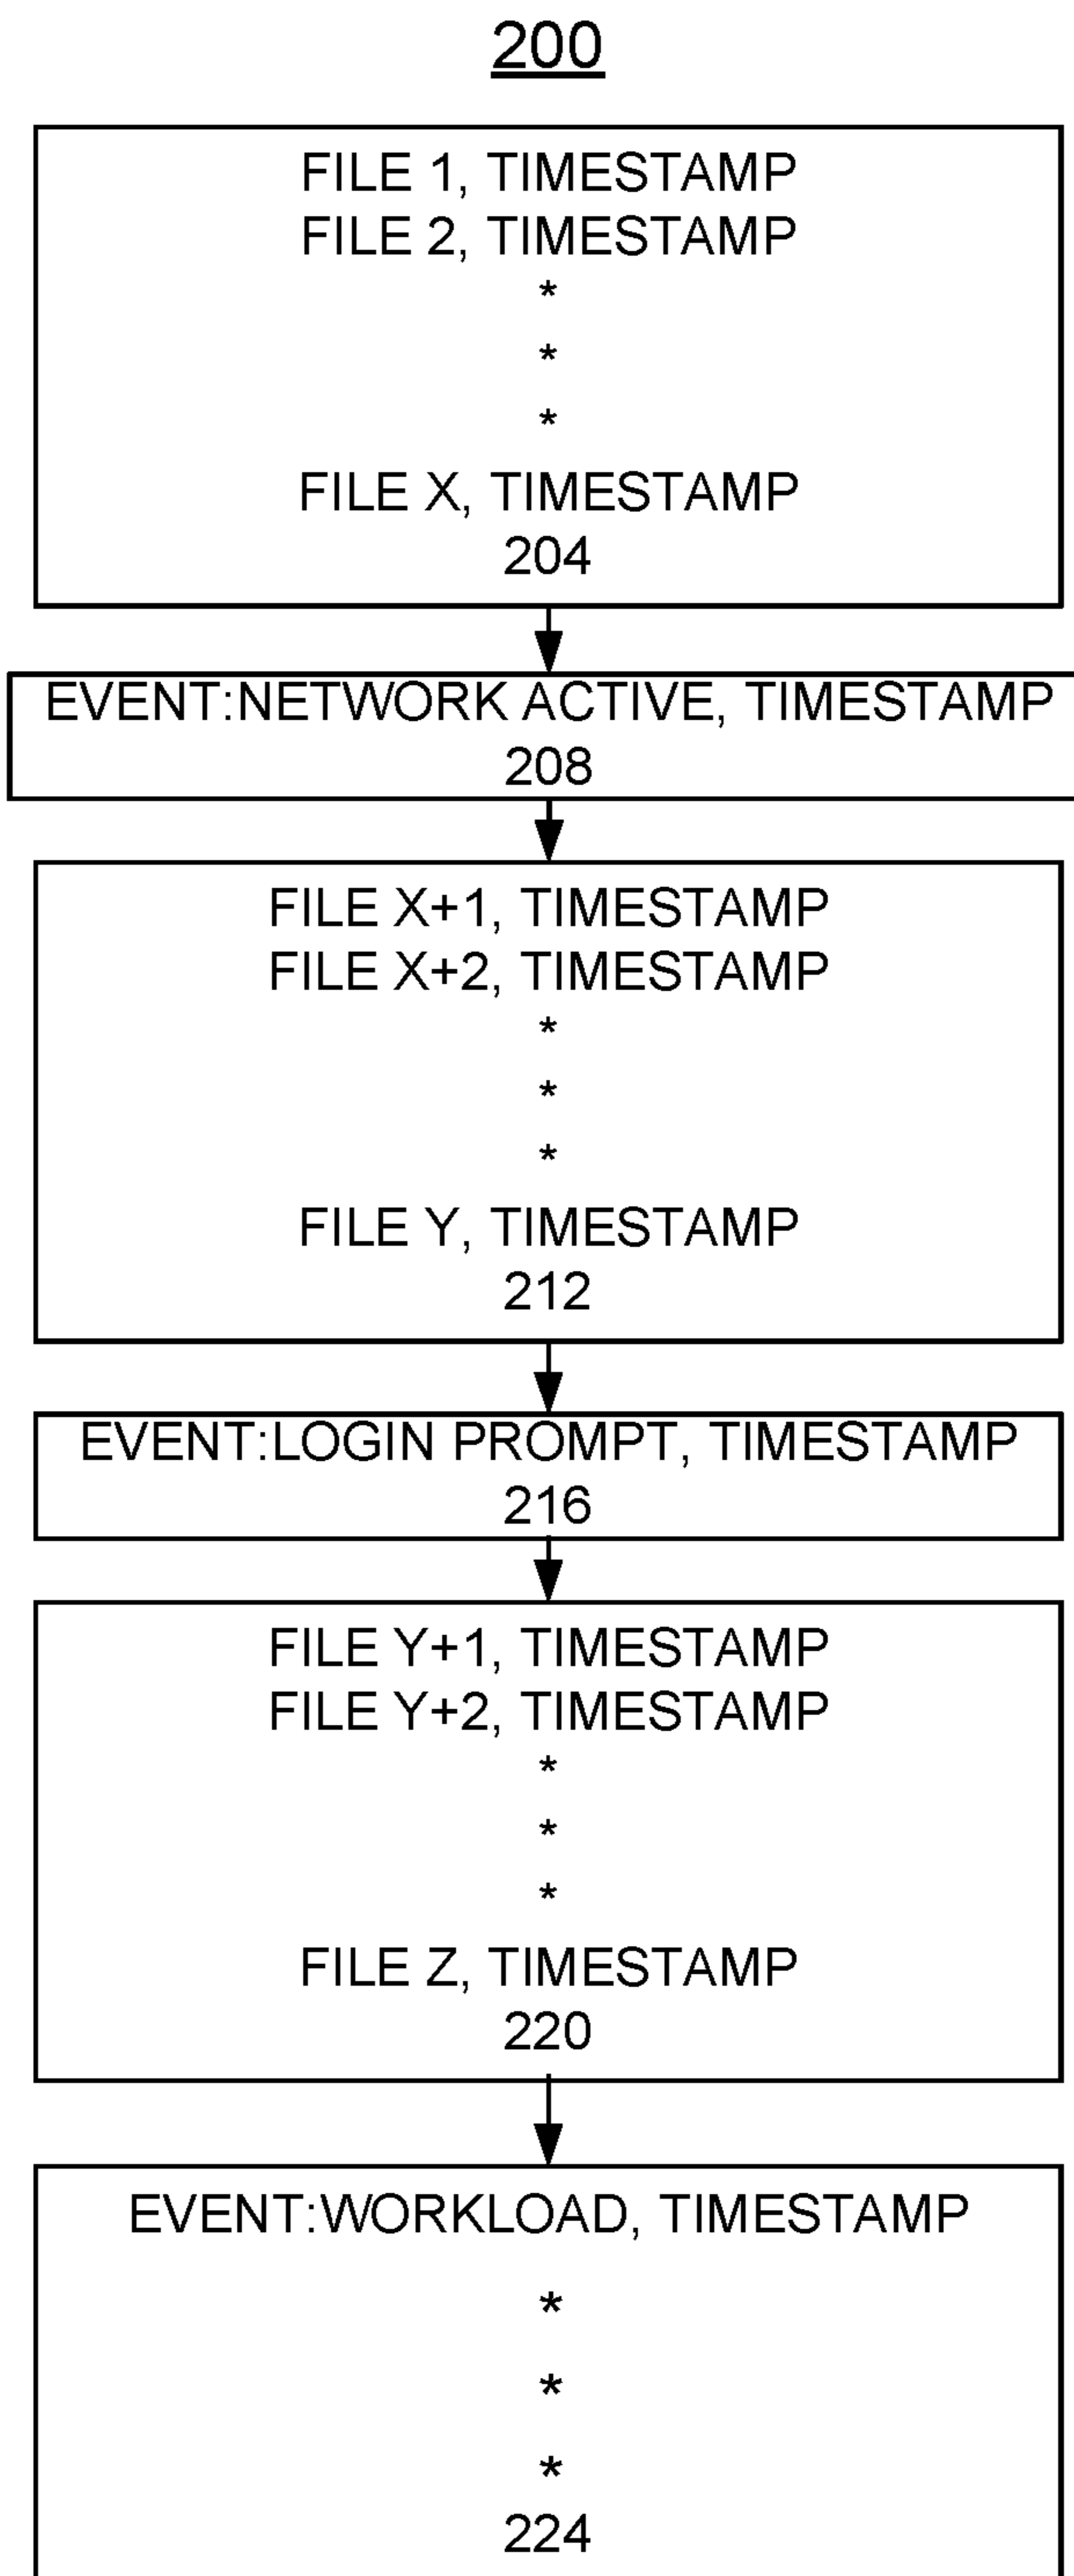 200
FILE 1, TIMESTAMP
FILE 2, TIMESTAMP
*
*
*
FILE X, TIMESTAMP
204
EVENT:NETWORK ACTIVE, TIMESTAMP
208
FILE X+1, TIMESTAMP
FILE X+2, TIMESTAMP
*
*
*
FILE Y, TIMESTAMP
212
EVENT:LOGIN PROMPT, TIMESTAMP
216
FILE Y+1, TIMESTAMP
FILE Y+2, TIMESTAMP
*
*
*
FILE Z, TIMESTAMP
220
EVENT:WORKLOAD, TIMESTAMP
*
*
*
224